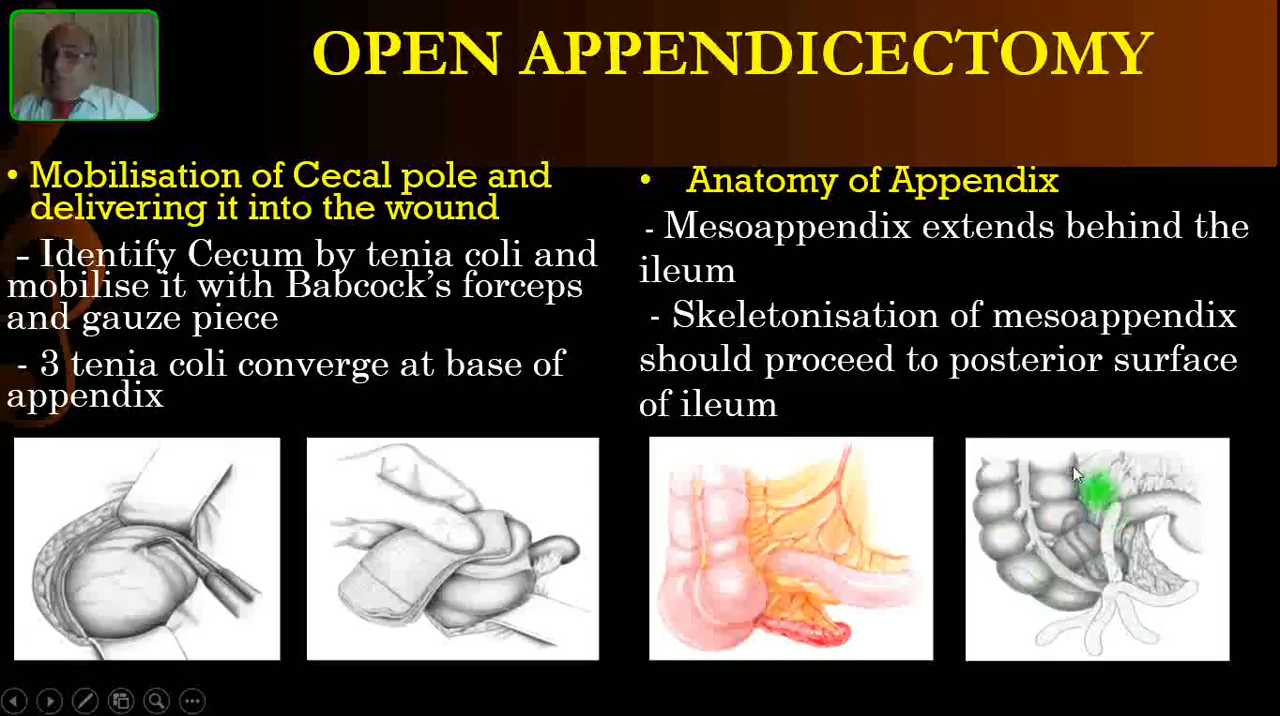 OPEN APPENDICECTOMY
• Mobilisation of Cecal pole and
delivering it into the wound
- Identify Cecum by tenia coli and
mobilise it with Babcock’s forceps
and gauze piece
- 3 tenia coli converge at base of
appendix
• Anatomy of Appendix
- Mesoappendix extends behind the
ileum
- Skeletonisation of mesoappendix
should proceed to posterior surface
of ileum